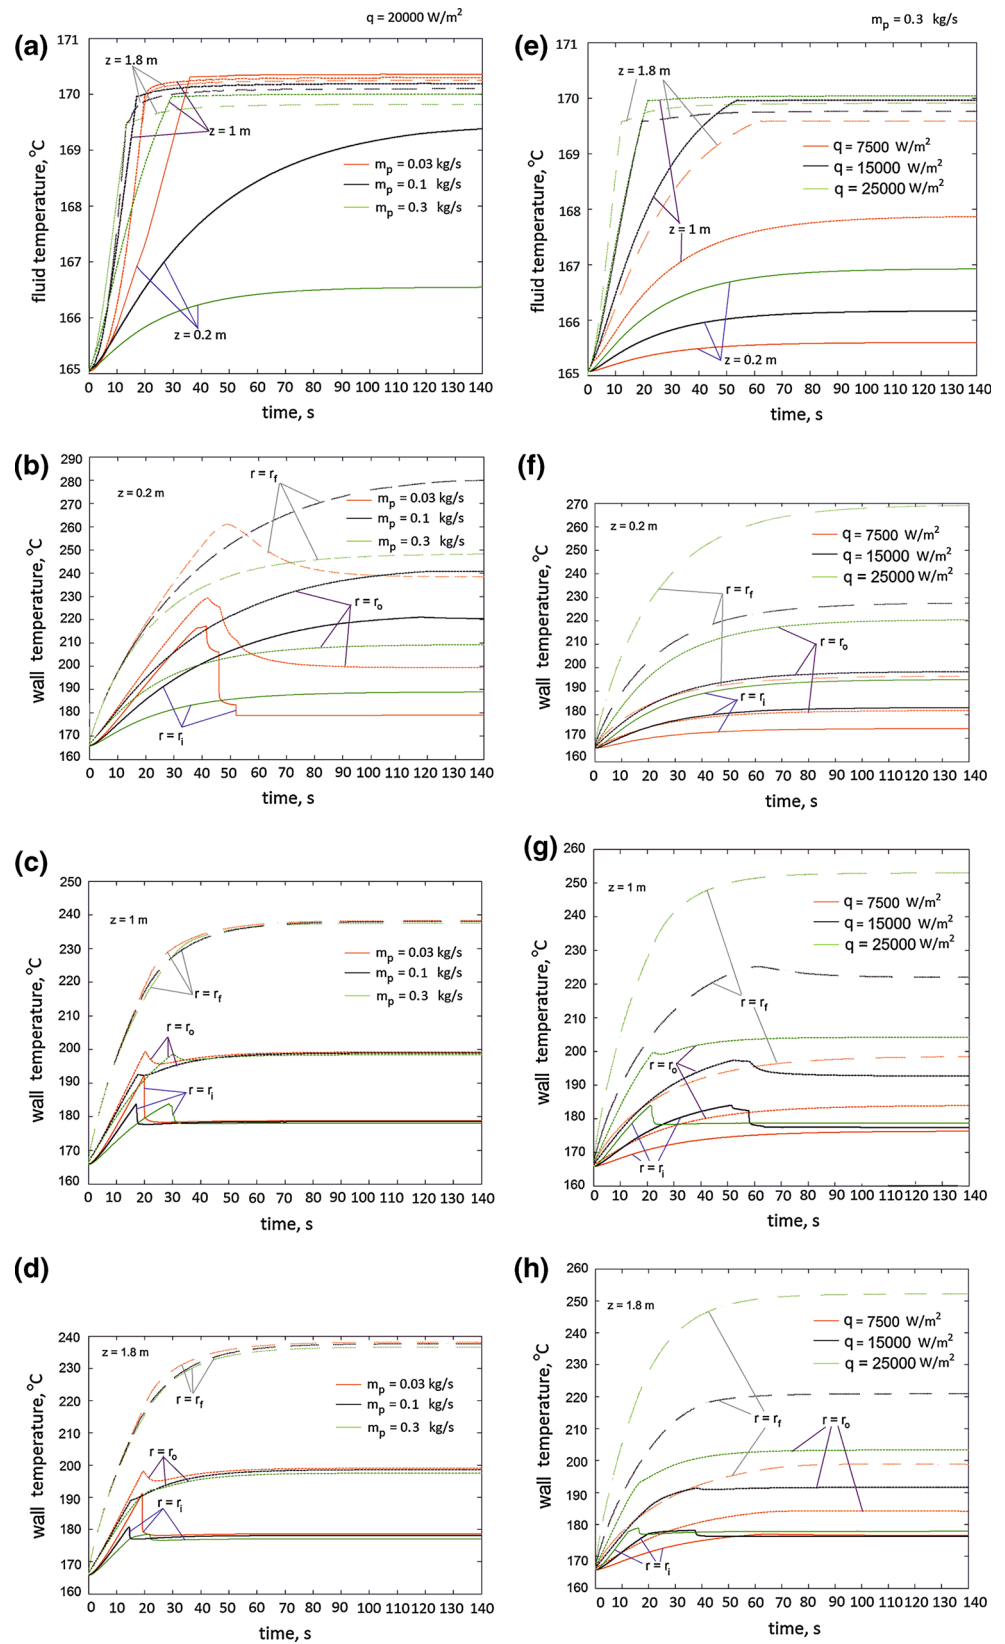 q = 20000 W/m²
(a)
171
170
169
168
167
166
165
fluid temperature, °C
z = 1.8 m
z = 1 m
m_p = 0.03 kg/s
m_p = 0.1 kg/s
m_p = 0.3 kg/s
z = 0.2 m
0 10 20 30 40 50 60 70 80 90 100 110 120 130 140
time, s
m_p = 0.3 kg/s
(e)
171
170
169
168
167
166
165
fluid temperature, °C
z = 1.8 m
q = 7500 W/m²
q = 15000 W/m²
q = 25000 W/m²
z = 1 m
z = 0.2 m
0 10 20 30 40 50 60 70 80 90 100 110 120 130 140
time, s
(b)
290
280
270
260
250
240
230
220
210
200
190
180
170
160
wall temperature, °C
z = 0.2 m
r = r_f
m_p = 0.03 kg/s
m_p = 0.1 kg/s
m_p = 0.3 kg/s
r = r_o
r = r_i
0 10 20 30 40 50 60 70 80 90 100 110 120 130 140
time, s
(f)
270
260
250
240
230
220
210
200
190
180
170
160
wall temperature, °C
z = 0.2 m
q = 7500 W/m²
q = 15000 W/m²
q = 25000 W/m²
r = r_f
r = r_o
r = r_i
0 10 20 30 40 50 60 70 80 90 100 110 120 130 140
time, s
(c)
250
240
230
220
210
200
190
180
170
160
wall temperature, °C
z = 1 m
m_p = 0.03 kg/s
m_p = 0.1 kg/s
m_p = 0.3 kg/s
r = r_f
r = r_o
r = r_i
0 10 20 30 40 50 60 70 80 90 100 110 120 130 140
time, s
(g)
260
250
240
230
220
210
200
190
180
170
160
wall temperature, °C
z = 1 m
q = 7500 W/m²
q = 15000 W/m²
q = 25000 W/m²
r = r_f
r = r_o
r = r_i
0 10 20 30 40 50 60 70 80 90 100 110 120 130 140
time, s
(d)
240
230
220
210
200
190
180
170
160
wall temperature, °C
z = 1.8 m
r = r_f
m_p = 0.03 kg/s
m_p = 0.1 kg/s
m_p = 0.3 kg/s
r = r_o
r = r_i
0 10 20 30 40 50 60 70 80 90 100 110 120 130 140
time, s
(h)
260
250
240
230
220
210
200
190
180
170
160
wall temperature, °C
z = 1.8 m
q = 7500 W/m²
q = 15000 W/m²
q = 25000 W/m²
r = r_f
r = r_o
r = r_i
0 10 20 30 40 50 60 70 80 90 100 110 120 130 140
time, s